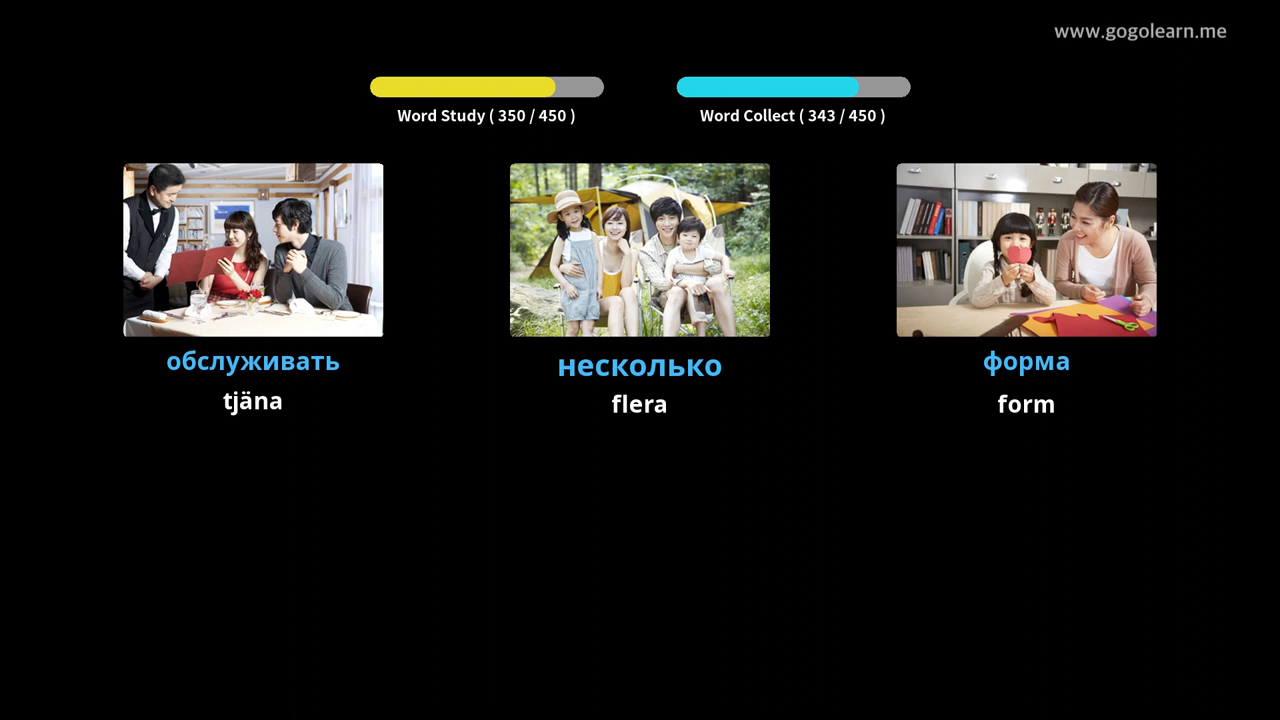 www.gogolearn.me
Word Study ( 350 / 450 )
Word Collect ( 343 / 450 )
обслуживать
tjäna
несколько
flera
форма
form